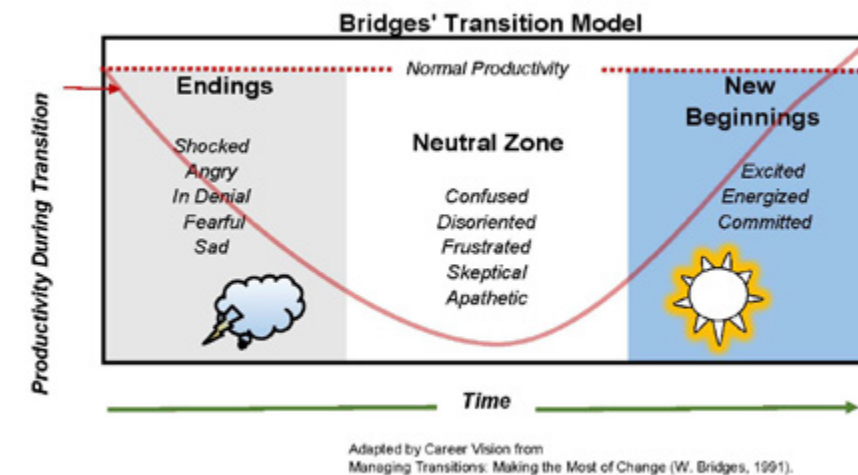 Bridges' Transition Model
Normal Productivity
Endings
Shocked
Angry
In Denial
Fearful
Sad
Neutral Zone
Confused
Disoriented
Frustrated
Skeptical
Apathetic
New
Beginnings
Excited
Energized
Committed
Productivity During Transition
Time
Adapted by Career Vision from
Managing Transitions: Making the Most of Change (W. Bridges, 1991).